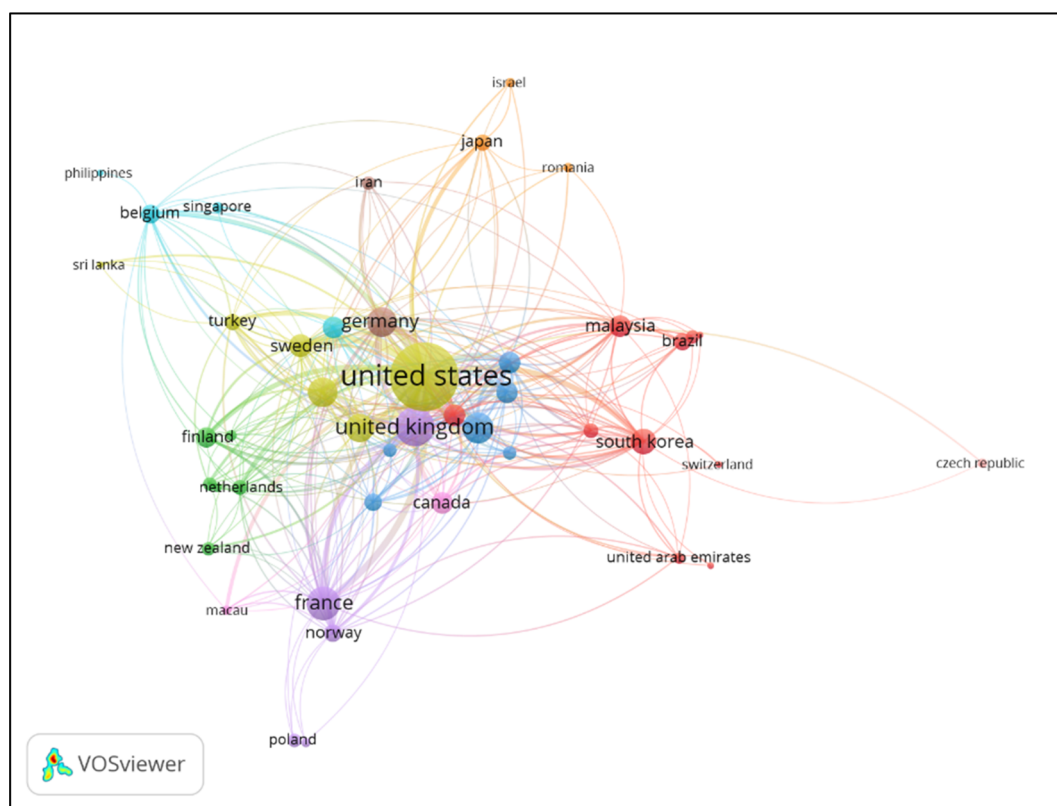 israel
japan
romania
philippines
iran
belgium
singapore
sri lanka
turkey
germany
malaysia
sweden
brazil
united states
united kingdom
finland
south korea
switzerland
czech republic
netherlands
canada
new zealand
united arab emirates
france
macau
norway
poland
VOSviewer